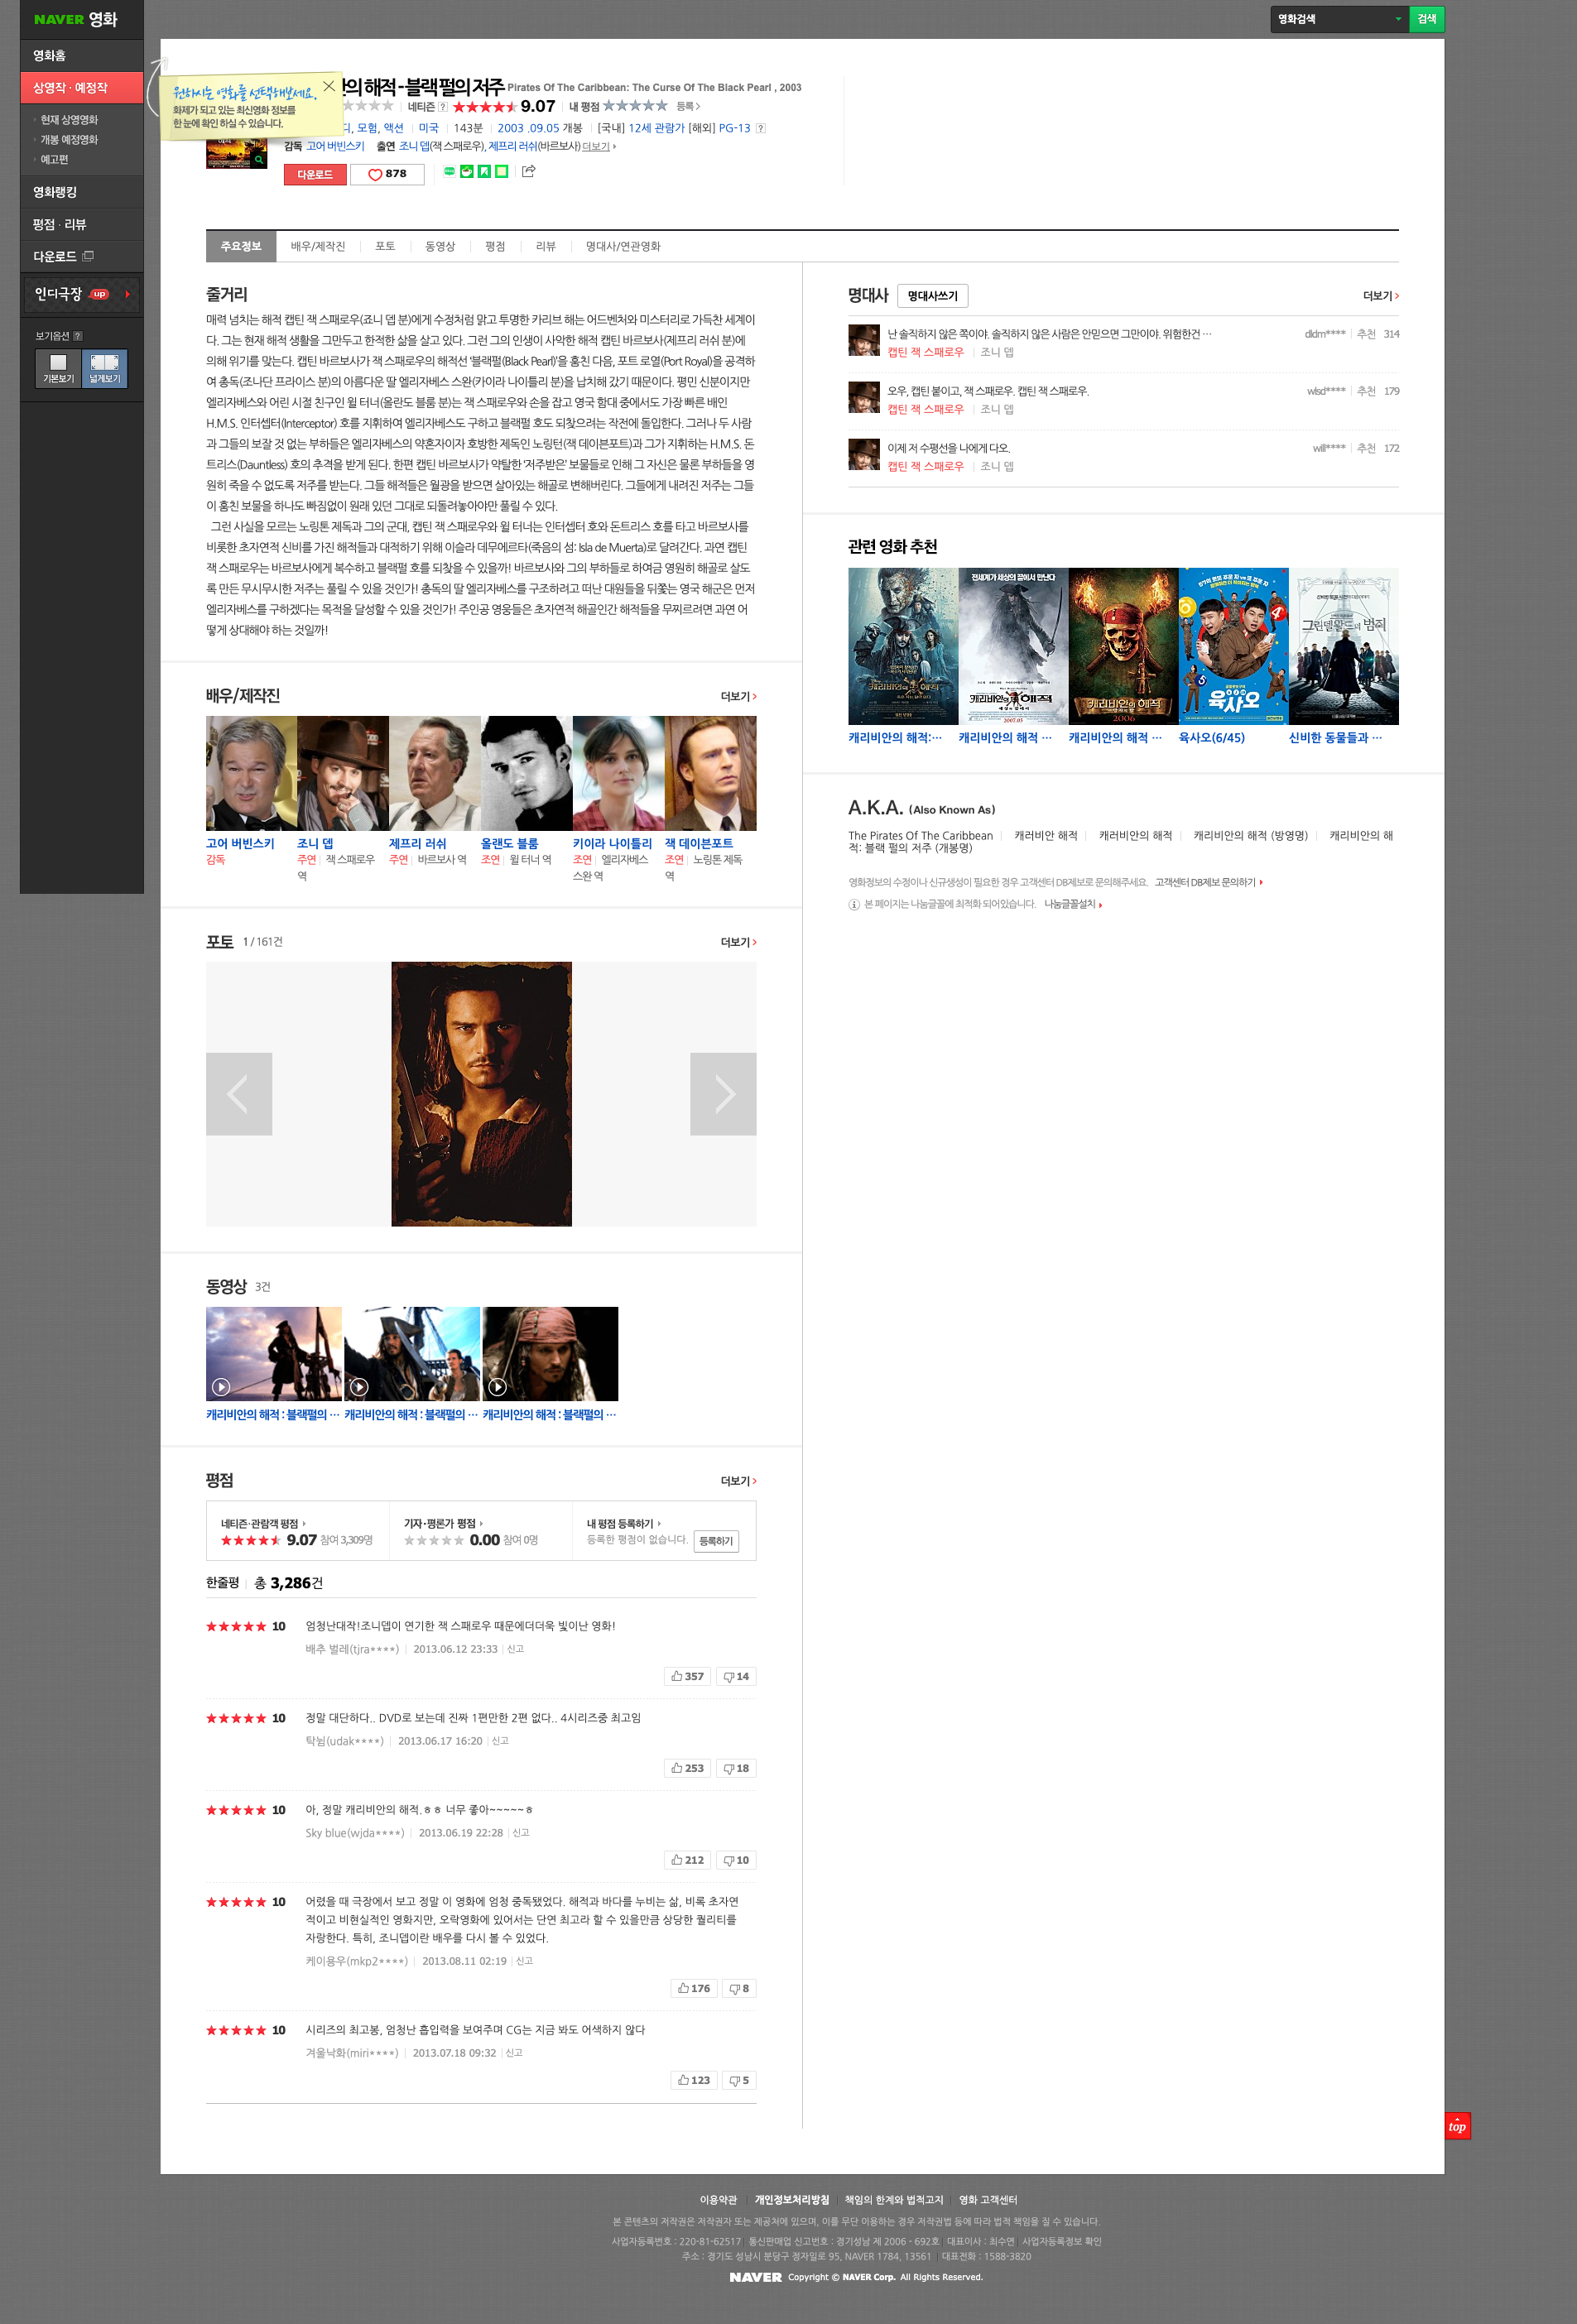 NAVER 영화
영화검색 검색
영화홈
상영작 · 예정작
현재 상영영화
개봉 예정영화
예고편
영화랭킹
평점 · 리뷰
다운로드
인디극장 up
보기옵션 ?
기본보기 넓게보기
원하시는 영화를 선택해보세요.
화제가 되고 있는 최신영화 정보를
한 눈에 확인 하실 수 있습니다.
의 해적 - 블랙 펄의 저주 Pirates Of The Caribbean: The Curse Of The Black Pearl , 2003
네티즌 ? 9.07 내 평점 등록
디, 모험, 액션 미국 143분 2003 .09.05 개봉 [국내] 12세 관람가 [해외] PG-13 ?
감독 고어 버빈스키 출연 조니 뎁(잭 스패로우), 제프리 러쉬(바르보사) 더보기
다운로드 878
주요정보 배우/제작진 포토 동영상 평점 리뷰 명대사/연관영화
줄거리
매력 넘치는 해적 캡틴 잭 스패로우(죠니 뎁 분)에게 수정처럼 맑고 투명한 카리브 해는 어드벤처와 미스터리로 가득찬 세계이
다. 그는 현재 해적 생활을 그만두고 한적한 삶을 살고 있다. 그런 그의 인생이 사악한 해적 캡틴 바르보사(제프리 러쉬 분)에
의해 위기를 맞는다. 캡틴 바르보사가 잭 스패로우의 해적선 ‘블랙펄(Black Pearl)’을 훔친 다음, 포트 로열(Port Royal)을 공격하
여 총독(조나단 프라이스 분)의 아름다운 딸 엘리자베스 스완(키이라 나이틀리 분)을 납치해 갔기 때문이다. 평민 신분이지만
엘리자베스와 어린 시절 친구인 윌 터너(올란도 블룸 분)는 잭 스패로우와 손을 잡고 영국 함대 중에서도 가장 빠른 배인
H.M.S. 인터셉터(Interceptor) 호를 지휘하여 엘리자베스도 구하고 블랙펄 호도 되찾으려는 작전에 돌입한다. 그러나 두 사람
과 그들의 보잘 것 없는 부하들은 엘리자베스의 약혼자이자 호방한 제독인 노링턴(잭 데이븐포트)과 그가 지휘하는 H.M.S. 돈
트리스(Dauntless) 호의 추격을 받게 된다. 한편 캡틴 바르보사가 약탈한 ‘저주받은’ 보물들로 인해 그 자신은 물론 부하들을 영
원히 죽을 수 없도록 저주를 받는다. 그들 해적들은 월광을 받으면 살아있는 해골로 변해버린다. 그들에게 내려진 저주는 그들
이 훔친 보물을 하나도 빠짐없이 원래 있던 그대로 되돌려놓아야만 풀릴 수 있다.
그런 사실을 모르는 노링톤 제독과 그의 군대, 캡틴 잭 스패로우와 윌 터너는 인터셉터 호와 돈트리스 호를 타고 바르보사를
비롯한 초자연적 신비를 가진 해적들과 대적하기 위해 이슬라 데무에르타(죽음의 섬: Isla de Muerta)로 달려간다. 과연 캡틴
잭 스패로우는 바르보사에게 복수하고 블랙펄 호를 되찾을 수 있을까! 바르보사와 그의 부하들로 하여금 영원히 해골로 살도
록 만든 무시무시한 저주는 풀릴 수 있을 것인가! 총독의 딸 엘리자베스를 구조하려고 떠난 대원들을 뒤쫓는 영국 해군은 먼저
엘리자베스를 구하겠다는 목적을 달성할 수 있을 것인가! 주인공 영웅들은 초자연적 해골인간 해적들을 무찌르려면 과연 어
떻게 상대해야 하는 것일까!
배우/제작진 더보기
고어 버빈스키 조니 뎁 제프리 러쉬 올랜도 블룸 키이라 나이틀리 잭 데이븐포트
감독 주연 잭 스패로우 주연 바르보사 역 조연 윌 터너 역 조연 엘리자베스 조연 노링톤 제독
역 스완 역 역
포토 1 / 161건 더보기
동영상 3건
캐리비안의 해적 : 블랙펄의 … 캐리비안의 해적 : 블랙펄의 … 캐리비안의 해적 : 블랙펄의 …
평점 더보기
네티즌·관람객 평점 기자·평론가 평점 내 평점 등록하기
9.07 참여 3,309명 0.00 참여 0명 등록한 평점이 없습니다. 등록하기
한줄평 총 3,286건
10 엄청난대작!조니뎁이 연기한 잭 스패로우 때문에더더욱 빛이난 영화!
배추 벌레(tjra****) 2013.06.12 23:33 신고
357 14
10 정말 대단하다.. DVD로 보는데 진짜 1편만한 2편 없다.. 4시리즈중 최고임
탁뉨(udak****) 2013.06.17 16:20 신고
253 18
10 아, 정말 캐리비안의 해적.ㅎㅎ 너무 좋아~~~~~ㅎ
Sky blue(wjda****) 2013.06.19 22:28 신고
212 10
10 어렸을 때 극장에서 보고 정말 이 영화에 엄청 중독됐었다. 해적과 바다를 누비는 삶, 비록 초자연
적이고 비현실적인 영화지만, 오락영화에 있어서는 단연 최고라 할 수 있을만큼 상당한 퀄리티를
자랑한다. 특히, 조니뎁이란 배우를 다시 볼 수 있었다.
케이용우(mkp2****) 2013.08.11 02:19 신고
176 8
10 시리즈의 최고봉, 엄청난 흡입력을 보여주며 CG는 지금 봐도 어색하지 않다
겨울낙화(miri****) 2013.07.18 09:32 신고
123 5
명대사 명대사쓰기 더보기
난 솔직하지 않은 쪽이야. 솔직하지 않은 사람은 안믿으면 그만이야. 위험한건 … dldm**** 추천 314
캡틴 잭 스패로우 조니 뎁
오우, 캡틴 붙이고, 잭 스패로우. 캡틴 잭 스패로우. wlsd**** 추천 179
캡틴 잭 스패로우 조니 뎁
이제 저 수평선을 나에게 다오. will**** 추천 172
캡틴 잭 스패로우 조니 뎁
관련 영화 추천
전세계가 세상의 끝에서 만난다
캐리비안의 해적 캐리비안의 해적 캐리비안의 해적 육사오 그린델왈드의 범죄
2007.05 2006
캐리비안의 해적:… 캐리비안의 해적 … 캐리비안의 해적 … 육사오(6/45) 신비한 동물들과 …
A.K.A. (Also Known As)
The Pirates Of The Caribbean 캐러비안 해적 캐러비안의 해적 캐리비안의 해적 (방영명) 캐리비안의 해
적: 블랙 펄의 저주 (개봉명)
영화정보의 수정이나 신규생성이 필요한 경우 고객센터 DB제보로 문의해주세요. 고객센터 DB제보 문의하기
본 페이지는 나눔글꼴에 최적화 되어있습니다. 나눔글꼴설치
top
이용약관 개인정보처리방침 책임의 한계와 법적고지 영화 고객센터
본 콘텐츠의 저작권은 저작권자 또는 제공처에 있으며, 이를 무단 이용하는 경우 저작권법 등에 따라 법적 책임을 질 수 있습니다.
사업자등록번호 : 220-81-62517 통신판매업 신고번호 : 경기성남 제 2006 - 692호 대표이사 : 최수연 사업자등록정보 확인
주소 : 경기도 성남시 분당구 정자일로 95, NAVER 1784, 13561 대표전화 : 1588-3820
NAVER Copyright © NAVER Corp. All Rights Reserved.